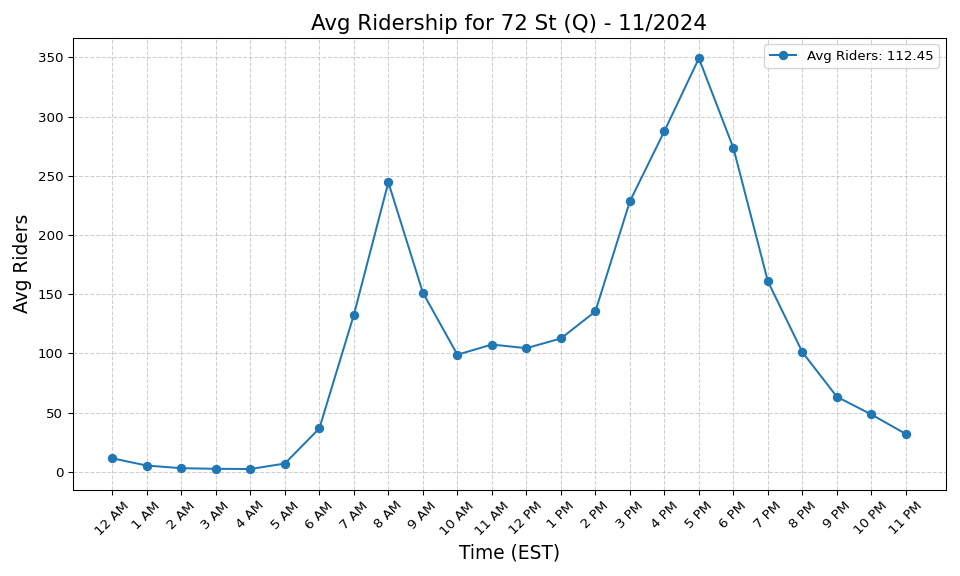 Avg Ridership for 72 St (Q) - 11/2024
Avg Riders: 112.45
Avg Riders
350
300
250
200
150
100
50
0
12 AM
1 AM
2 AM
3 AM
4 AM
5 AM
6 AM
7 AM
8 AM
9 AM
10 AM
11 AM
12 PM
1 PM
2 PM
3 PM
4 PM
5 PM
6 PM
7 PM
8 PM
9 PM
10 PM
11 PM
Time (EST)